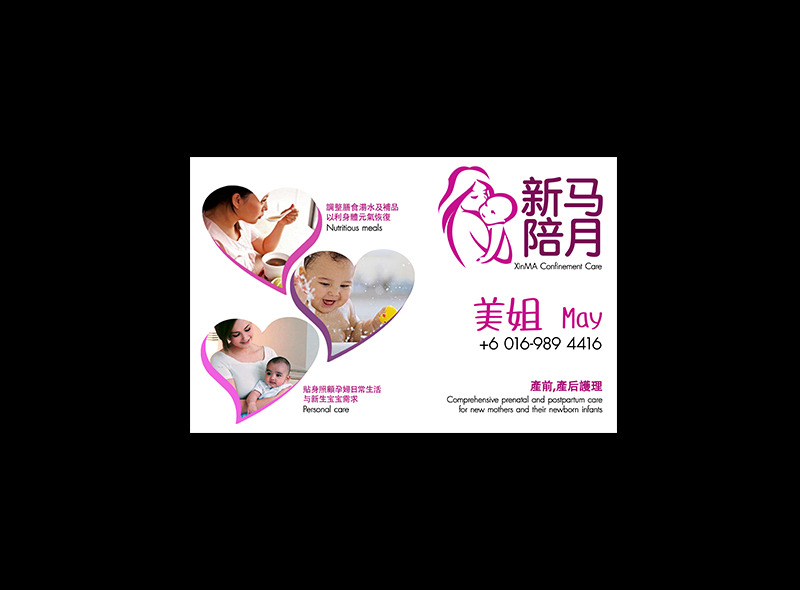 調整膳食湯水及補品
以利身體元氣恢復
Nutritious meals
貼身照顧孕婦日常生活
与新生宝宝需求
Personal care
新马
陪月
XinMA Confinement Care
美姐 May
+6 016-989 4416
產前,產后護理
Comprehensive prenatal and postpartum care
for new mothers and their newborn infants